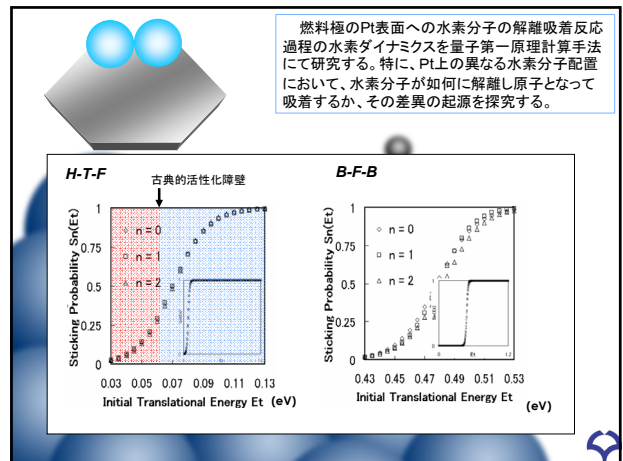 燃料極のPt表面への水素分子の解離吸着反応
過程の水素ダイナミクスを量子第一原理計算手法
にて研究する。特に、Pt上の異なる水素分子配置
において、水素分子が如何に解離し原子となって
吸着するか、その差異の起源を探究する。
H-T-F
古典的活性化障壁
Sticking Probability Sn(Et)
1
0.75
0.5
0.25
0
n = 0
n = 1
n = 2
0.03 0.05 0.07 0.09 0.11 0.13
Initial Translational Energy Et (eV)
B-F-B
Sticking Probability Sn(Et)
1
0.75
0.5
0.25
0
n = 0
n = 1
n = 2
0.43 0.45 0.47 0.49 0.51 0.53
Initial Translational Energy Et
(eV)